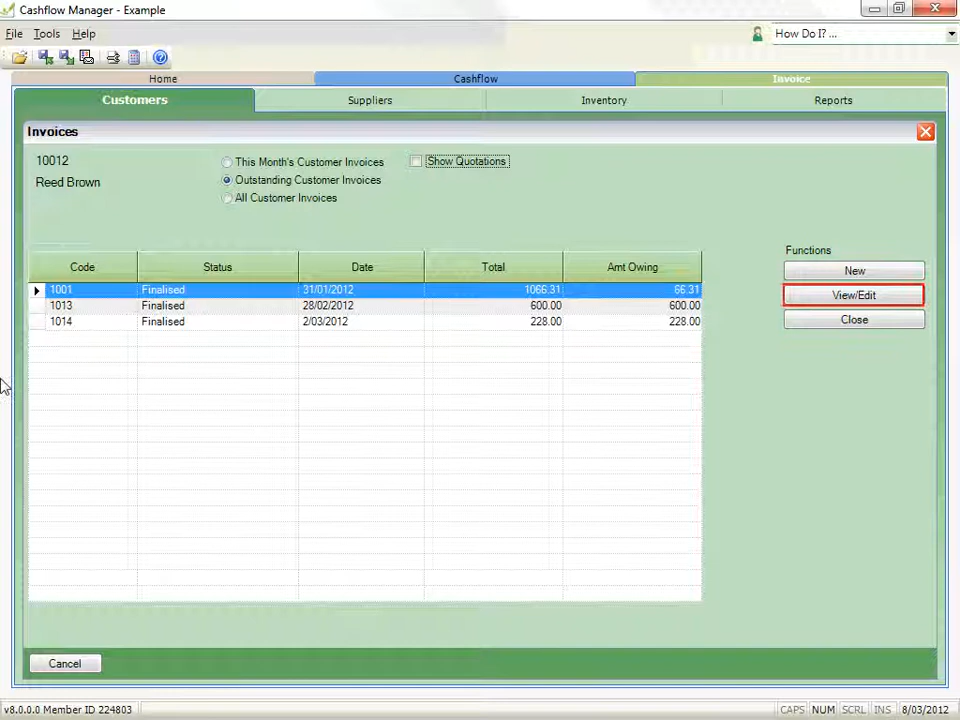 Cashflow Manager - Example
File Tools Help
How Do I? ...
Home Cashflow Invoice
Customers Suppliers Inventory Reports
Invoices
10012
This Month's Customer Invoices Show Quotations
Reed Brown
Outstanding Customer Invoices
All Customer Invoices
Functions
Code Status Date Total Amt Owing
New
1001 Finalised 31/01/2012 1066.31 66.31
View/Edit
1013 Finalised 28/02/2012 600.00 600.00
1014 Finalised 2/03/2012 228.00 228.00
Close
Cancel
v8.0.0.0 Member ID 224803 CAPS NUM SCRL INS 8/03/2012